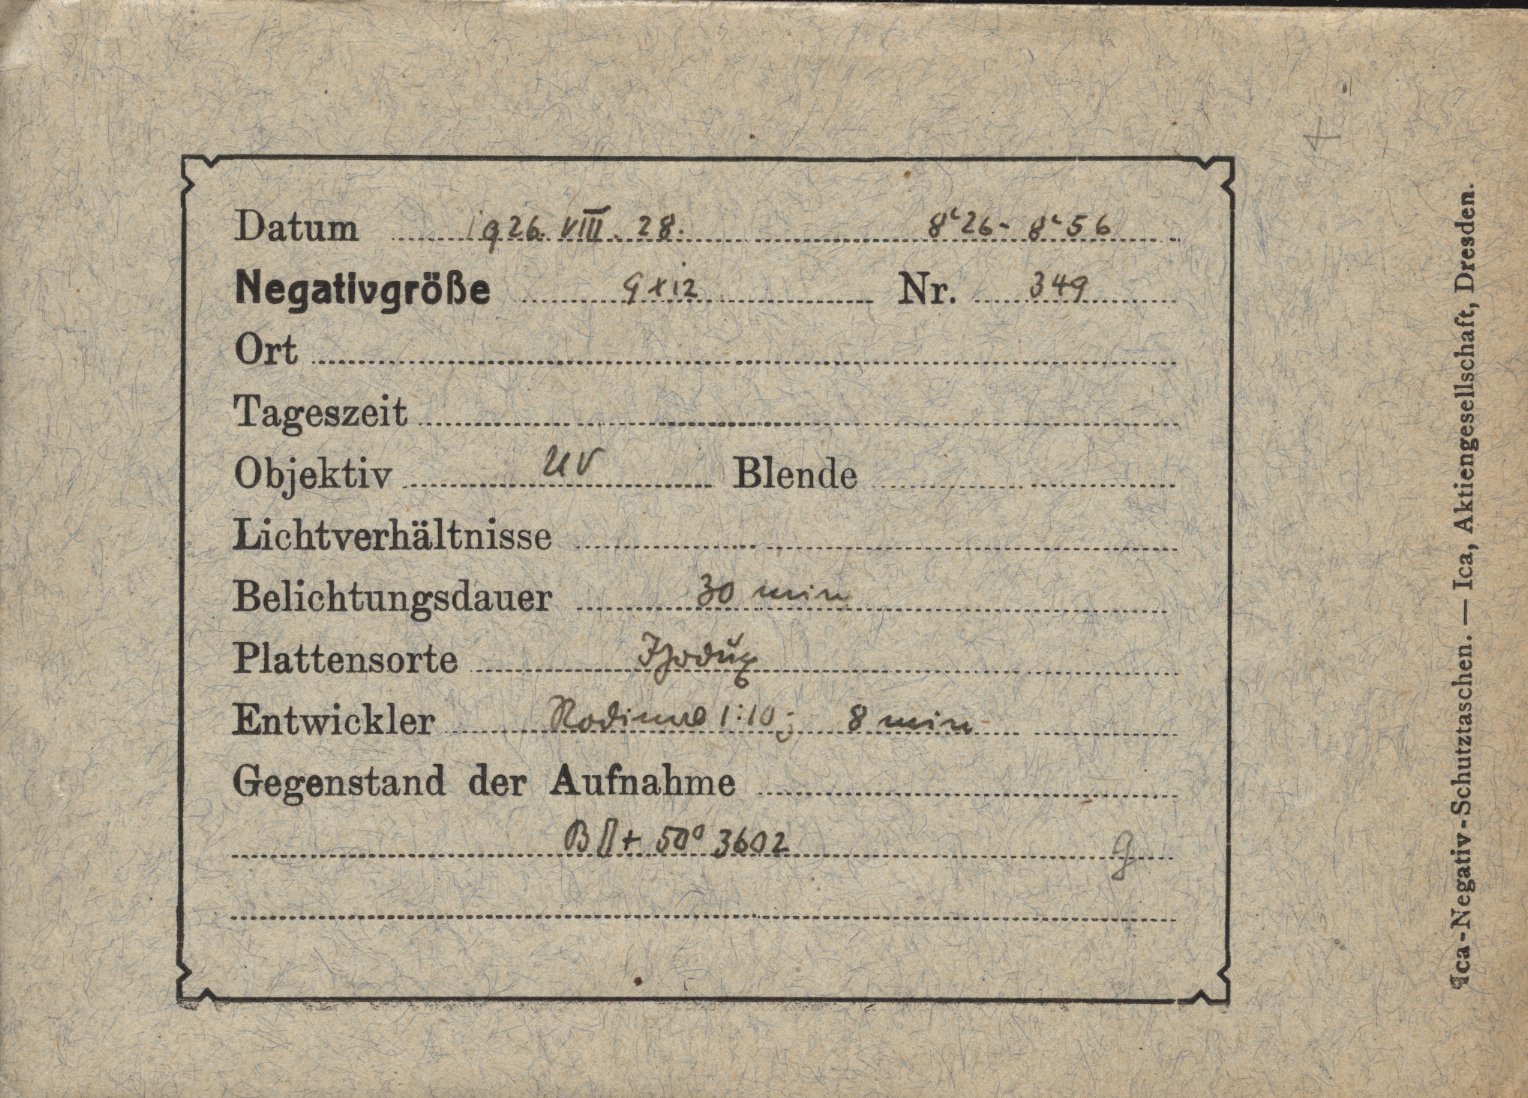 Datum 1926. VIII. 28. 8ʰ26 - 8ʰ56
Negativgröße 9x12 Nr. 349
Ort
Tageszeit
Objektiv UV Blende
Lichtverhältnisse
Belichtungsdauer 30 min
Plattensorte
Entwickler Rodinal 1:10; 8 min
Gegenstand der Aufnahme
BD + 50° 3602 g
Ica-Negativ-Schutztaschen. — Ica, Aktiengesellschaft, Dresden.